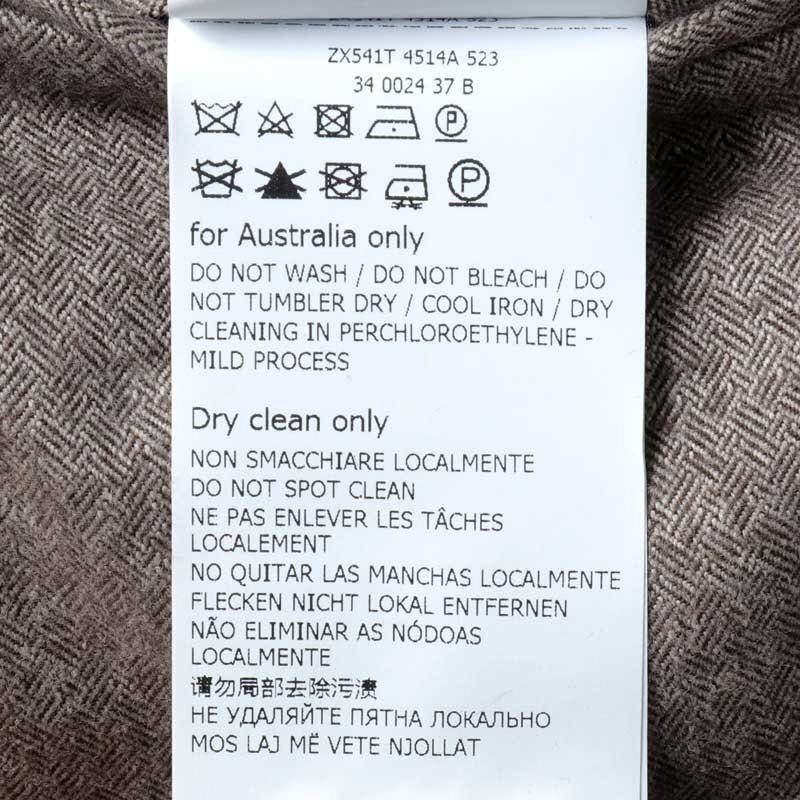 ZX541T 4514A 523
ZX541T 4514A 523
34 0024 37 B
P
P
for Australia only
DO NOT WASH / DO NOT BLEACH / DO
NOT TUMBLER DRY / COOL IRON / DRY
CLEANING IN PERCHLOROETHYLENE -
MILD PROCESS
Dry clean only
NON SMACCHIARE LOCALMENTE
DO NOT SPOT CLEAN
NE PAS ENLEVER LES TÂCHES
LOCALEMENT
NO QUITAR LAS MANCHAS LOCALMENTE
FLECKEN NICHT LOKAL ENTFERNEN
NÃO ELIMINAR AS NÓDOAS
LOCALMENTE
请勿局部去除污渍
НЕ УДАЛЯЙТЕ ПЯТНА ЛОКАЛЬНО
MOS LAJ MË VETE NJOLLAT